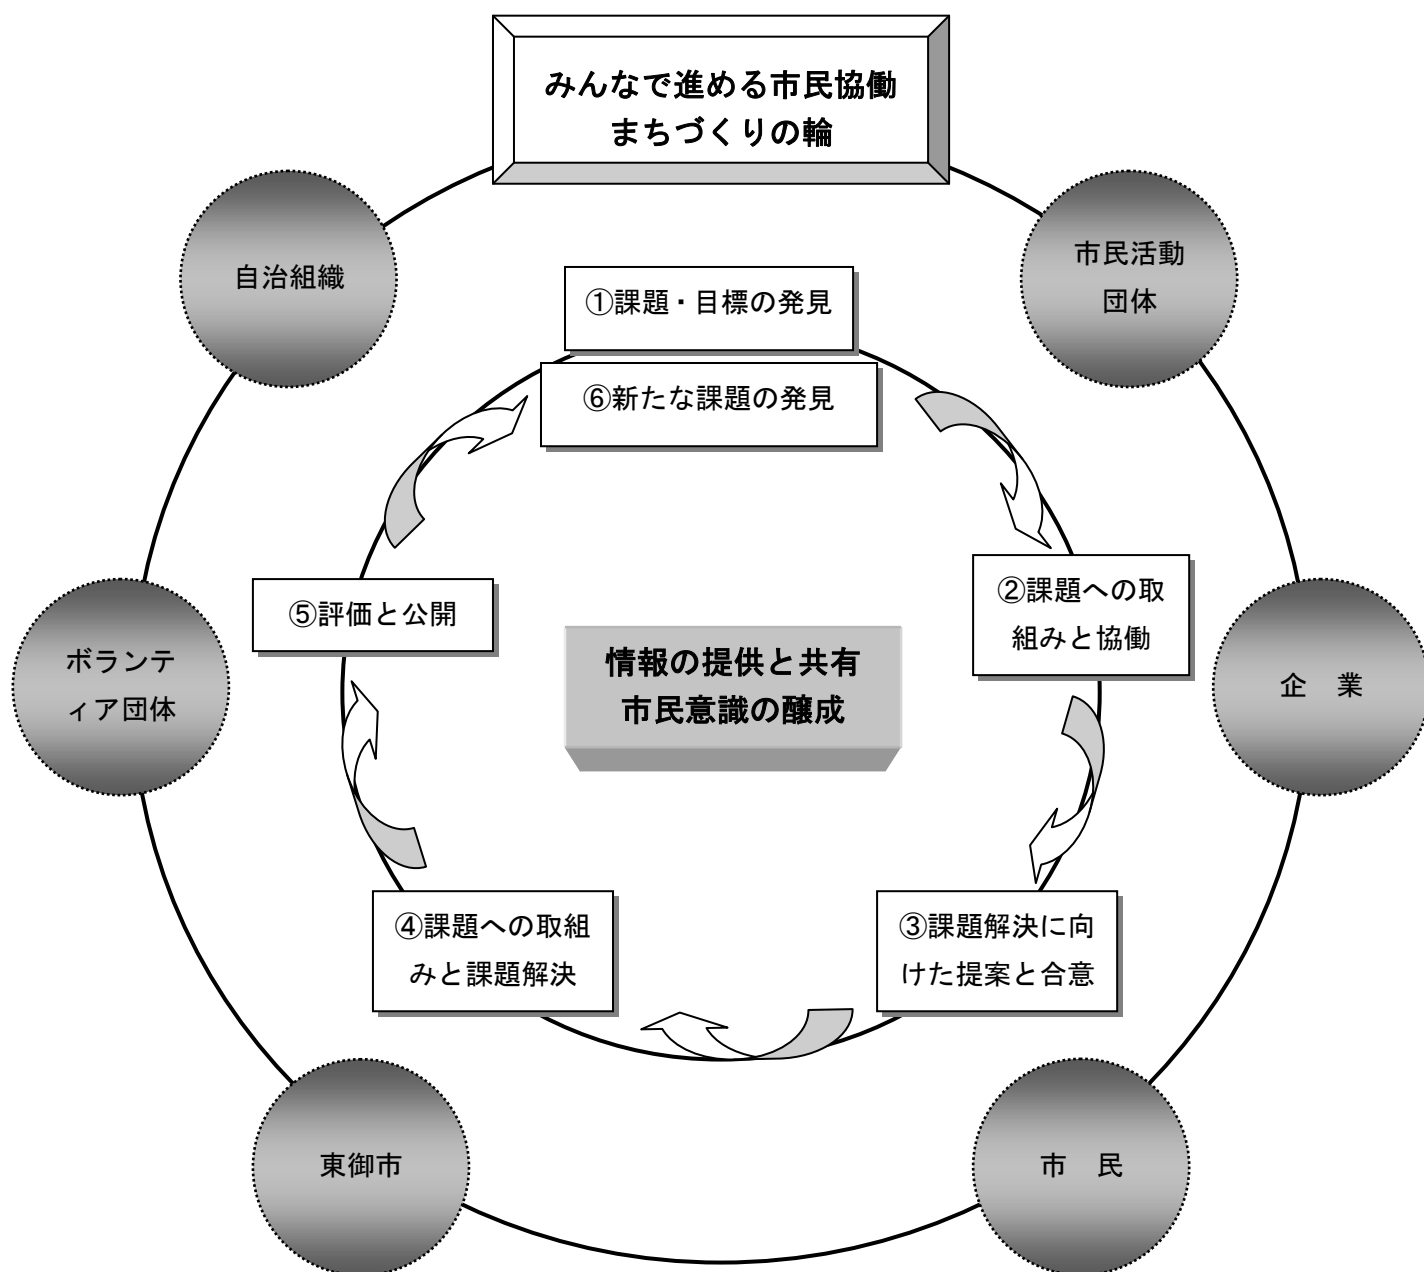 みんなで進める市民協働
まちづくりの輪
自治組織
市民活動
団体
①課題・目標の発見
⑥新たな課題の発見
⑤評価と公開
②課題への取
組みと協働
ボランテ
ィア団体
情報の提供と共有
市民意識の醸成
企　業
④課題への取組
みと課題解決
③課題解決に向
けた提案と合意
東御市
市　民